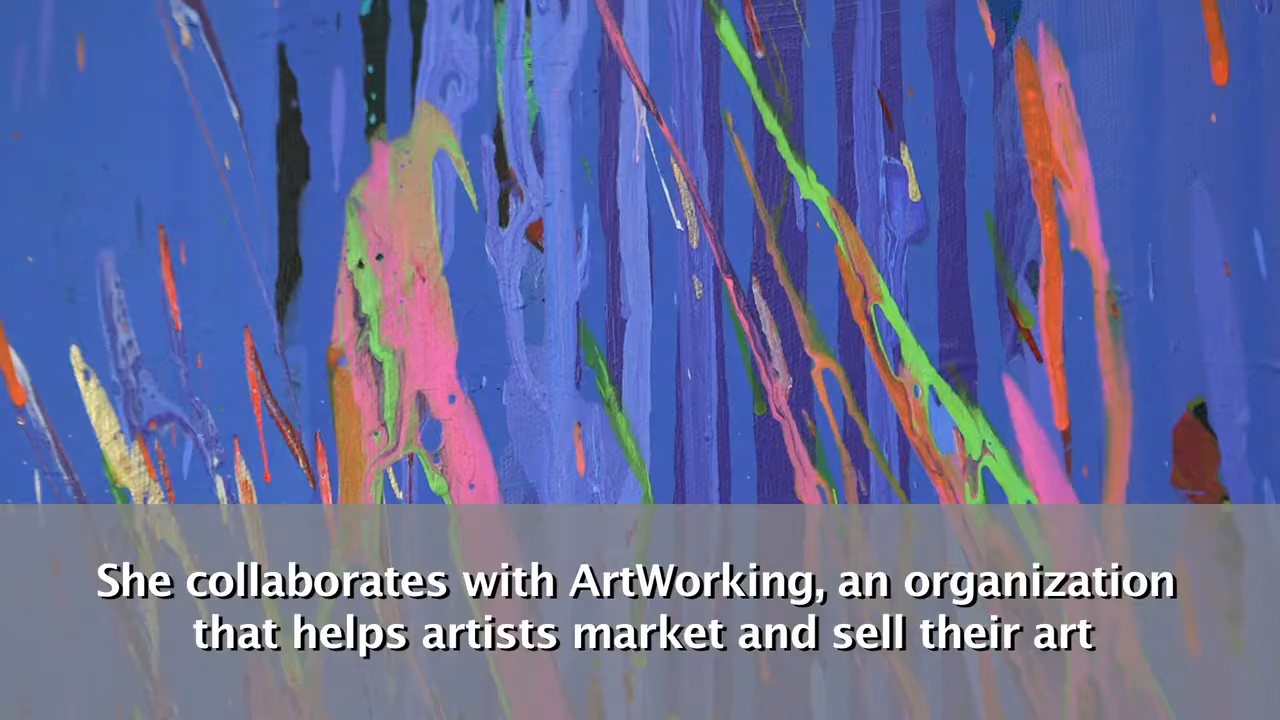 She collaborates with ArtWorking, an organization
that helps artists market and sell their art